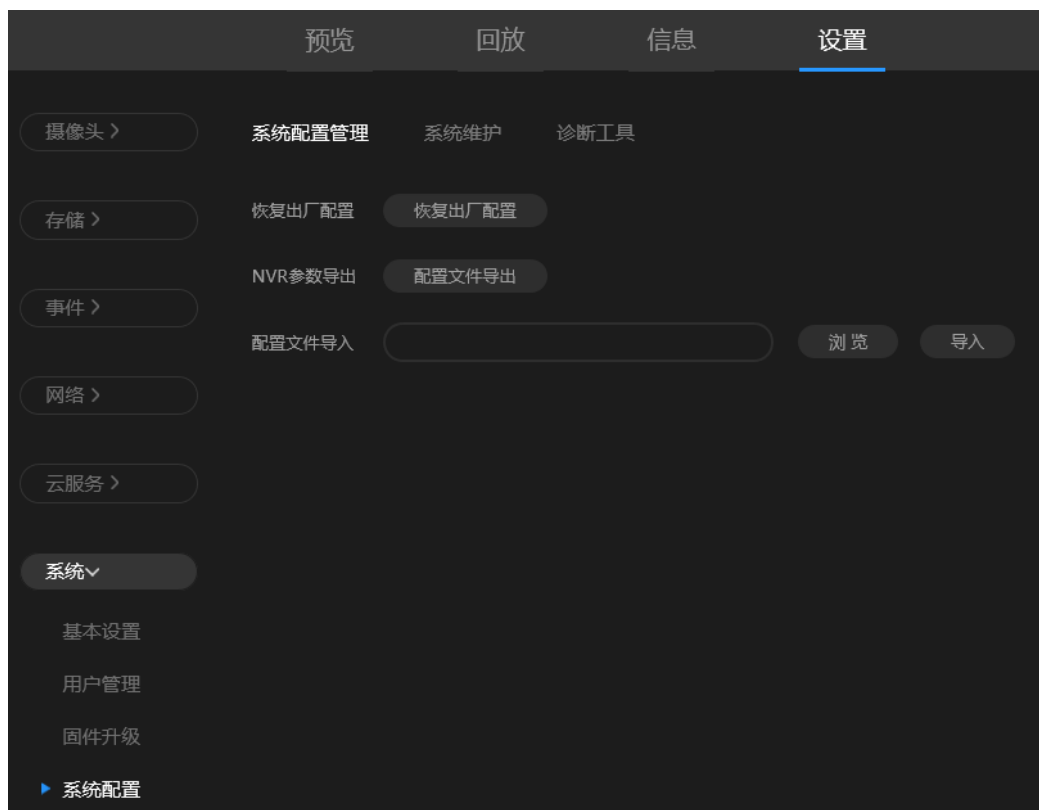 预览 回放 信息 设置
摄像头 系统配置管理 系统维护 诊断工具
存储 恢复出厂配置 恢复出厂配置
NVR参数导出 配置文件导出
事件
配置文件导入 浏览 导入
网络
云服务
系统
基本设置
用户管理
固件升级
系统配置